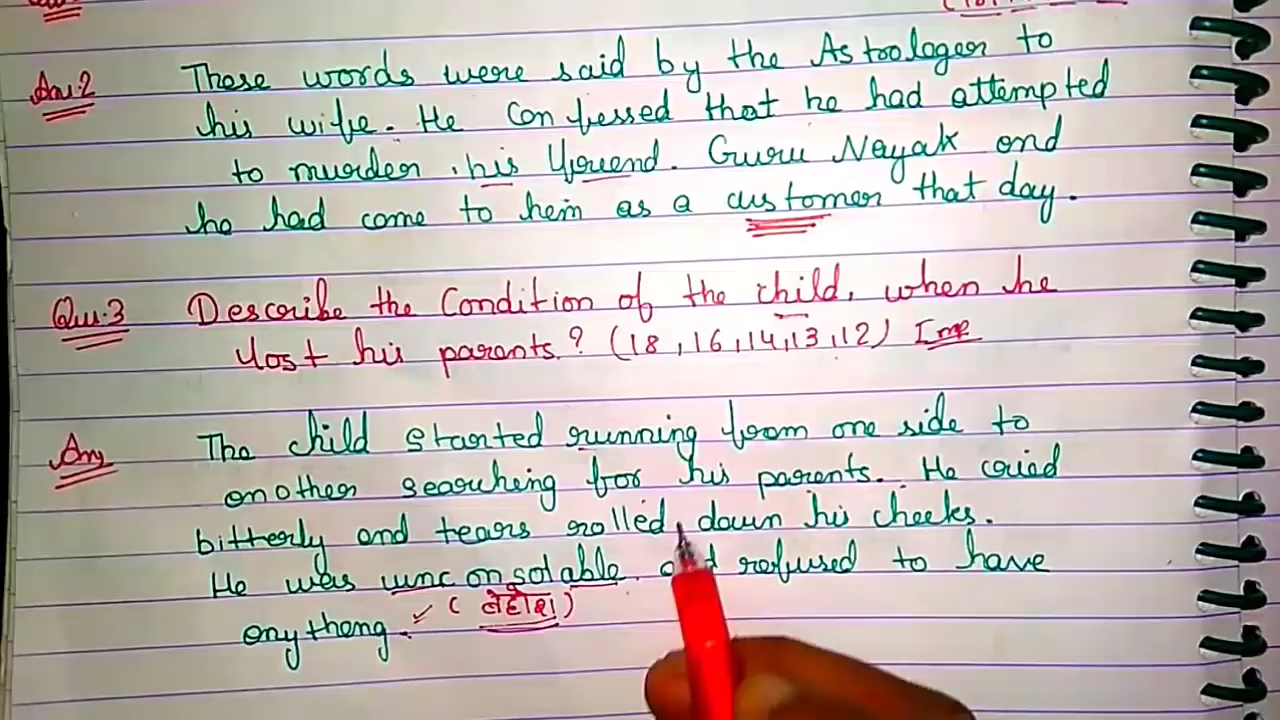 Ans.2 These words were said by the Astrologer to
his wife. He confessed that he had attempted
to murder his friend. Guru Nayak and
he had come to him as a customer that day.
Qu.3 Describe the Condition of the child, when he
lost his parents? (18,16,14,13,12) Imp
Ans The child started running from one side to
another searching for his parents. He cried
bitterly and tears rolled down his cheeks.
He was unconsolable. and refused to have
anything. (बेहोश)